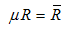 μR = R̅